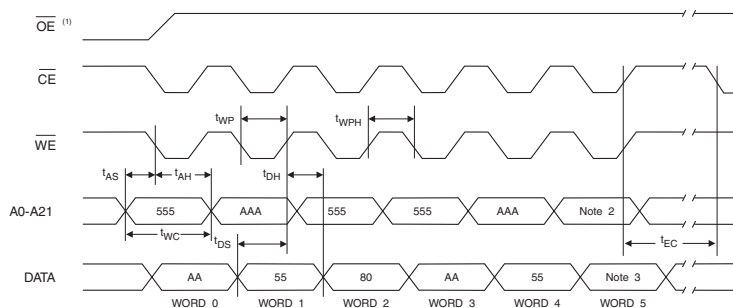 OE (1)
CE
tWP
tWPH
WE
tAS tAH tDH
A0-A21 555 AAA 555 555 AAA Note 2
tWC tDS tEC
DATA AA 55 80 AA 55 Note 3
WORD 0 WORD 1 WORD 2 WORD 3 WORD 4 WORD 5